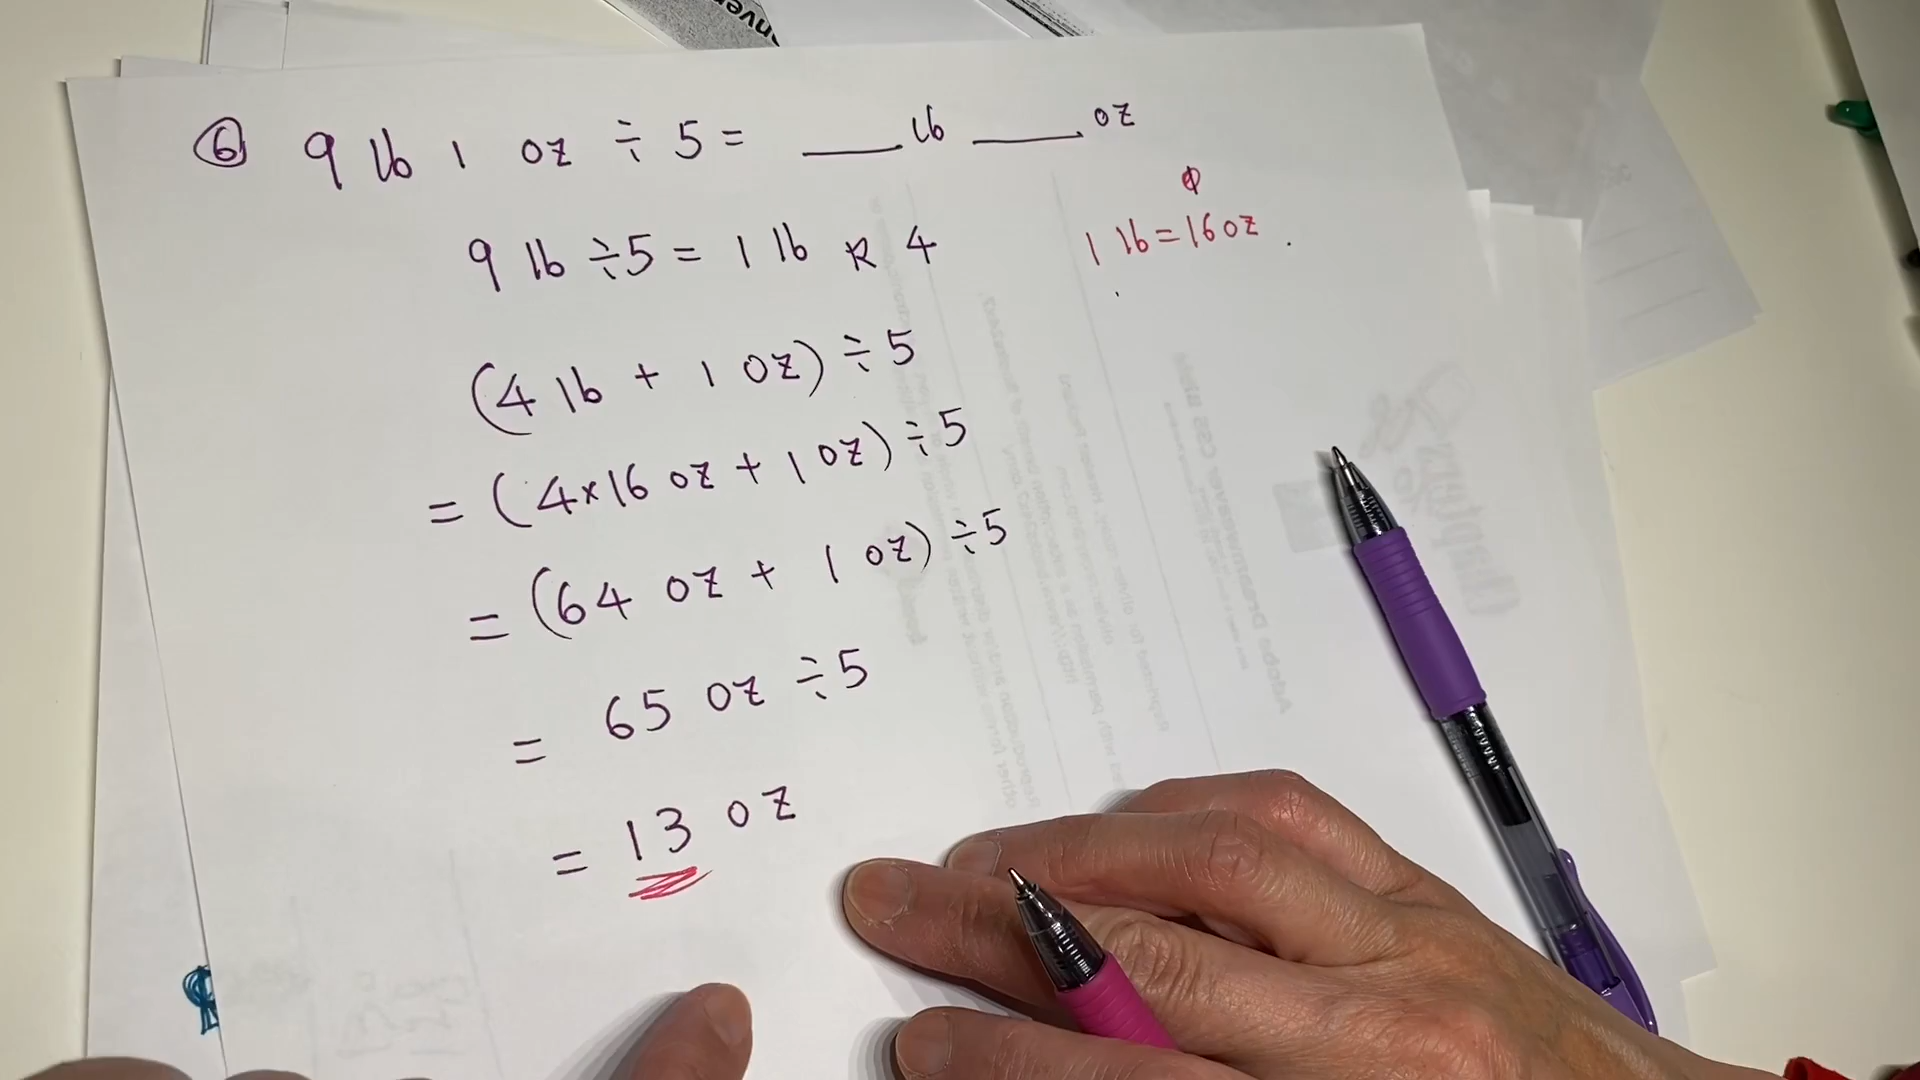 ⑥ 9 lb 1 oz ÷ 5 = ____ lb ____ oz
9 lb ÷5 = 1 lb R 4
1 lb = 16 oz
(4 lb + 1 oz) ÷5
= (4×16 oz + 1 oz) ÷5
= (64 oz + 1 oz) ÷5
= 65 oz ÷5
= 13 oz